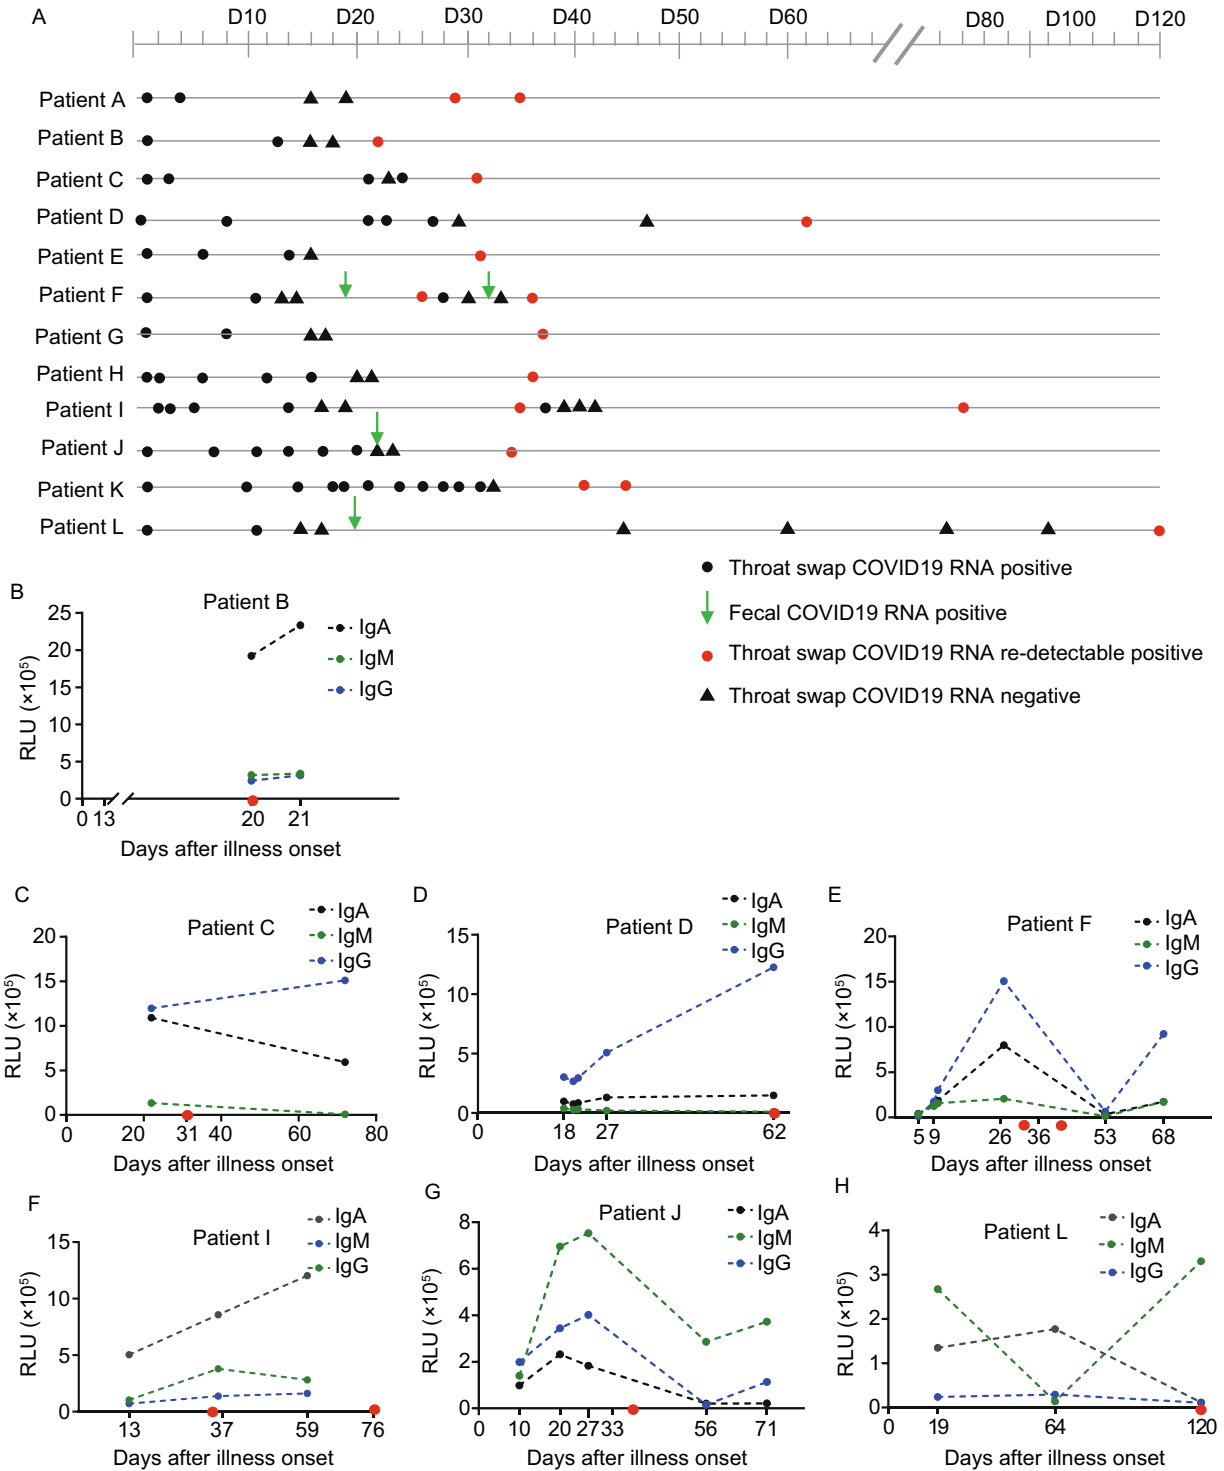 A
D10 D20 D30 D40 D50 D60 D80 D100 D120
Patient A
Patient B
Patient C
Patient D
Patient E
Patient F
Patient G
Patient H
Patient I
Patient J
Patient K
Patient L
Throat swap COVID19 RNA positive
Fecal COVID19 RNA positive
Throat swap COVID19 RNA re-detectable positive
Throat swap COVID19 RNA negative
B
Patient B
IgA
IgM
IgG
RLU (×10⁵)
25
20
15
10
5
0
0 13 20 21
Days after illness onset
C
Patient C
IgA
IgM
IgG
RLU (×10⁵)
20
15
10
5
0
0 20 31 40 60 80
Days after illness onset
D
Patient D
IgA
IgM
IgG
RLU (×10⁵)
15
10
5
0
0 18 27 62
Days after illness onset
E
Patient F
IgA
IgM
IgG
RLU (×10⁵)
20
15
10
5
0
5 9 26 36 53 68
Days after illness onset
F
Patient I
IgA
IgM
IgG
RLU (×10⁵)
15
10
5
0
13 37 59 76
Days after illness onset
G
Patient J
IgA
IgM
IgG
RLU (×10⁵)
8
6
4
2
0
0 10 20 27 33 56 71
Days after illness onset
H
Patient L
IgA
IgM
IgG
RLU (×10⁵)
4
3
2
1
0
0 19 64 120
Days after illness onset